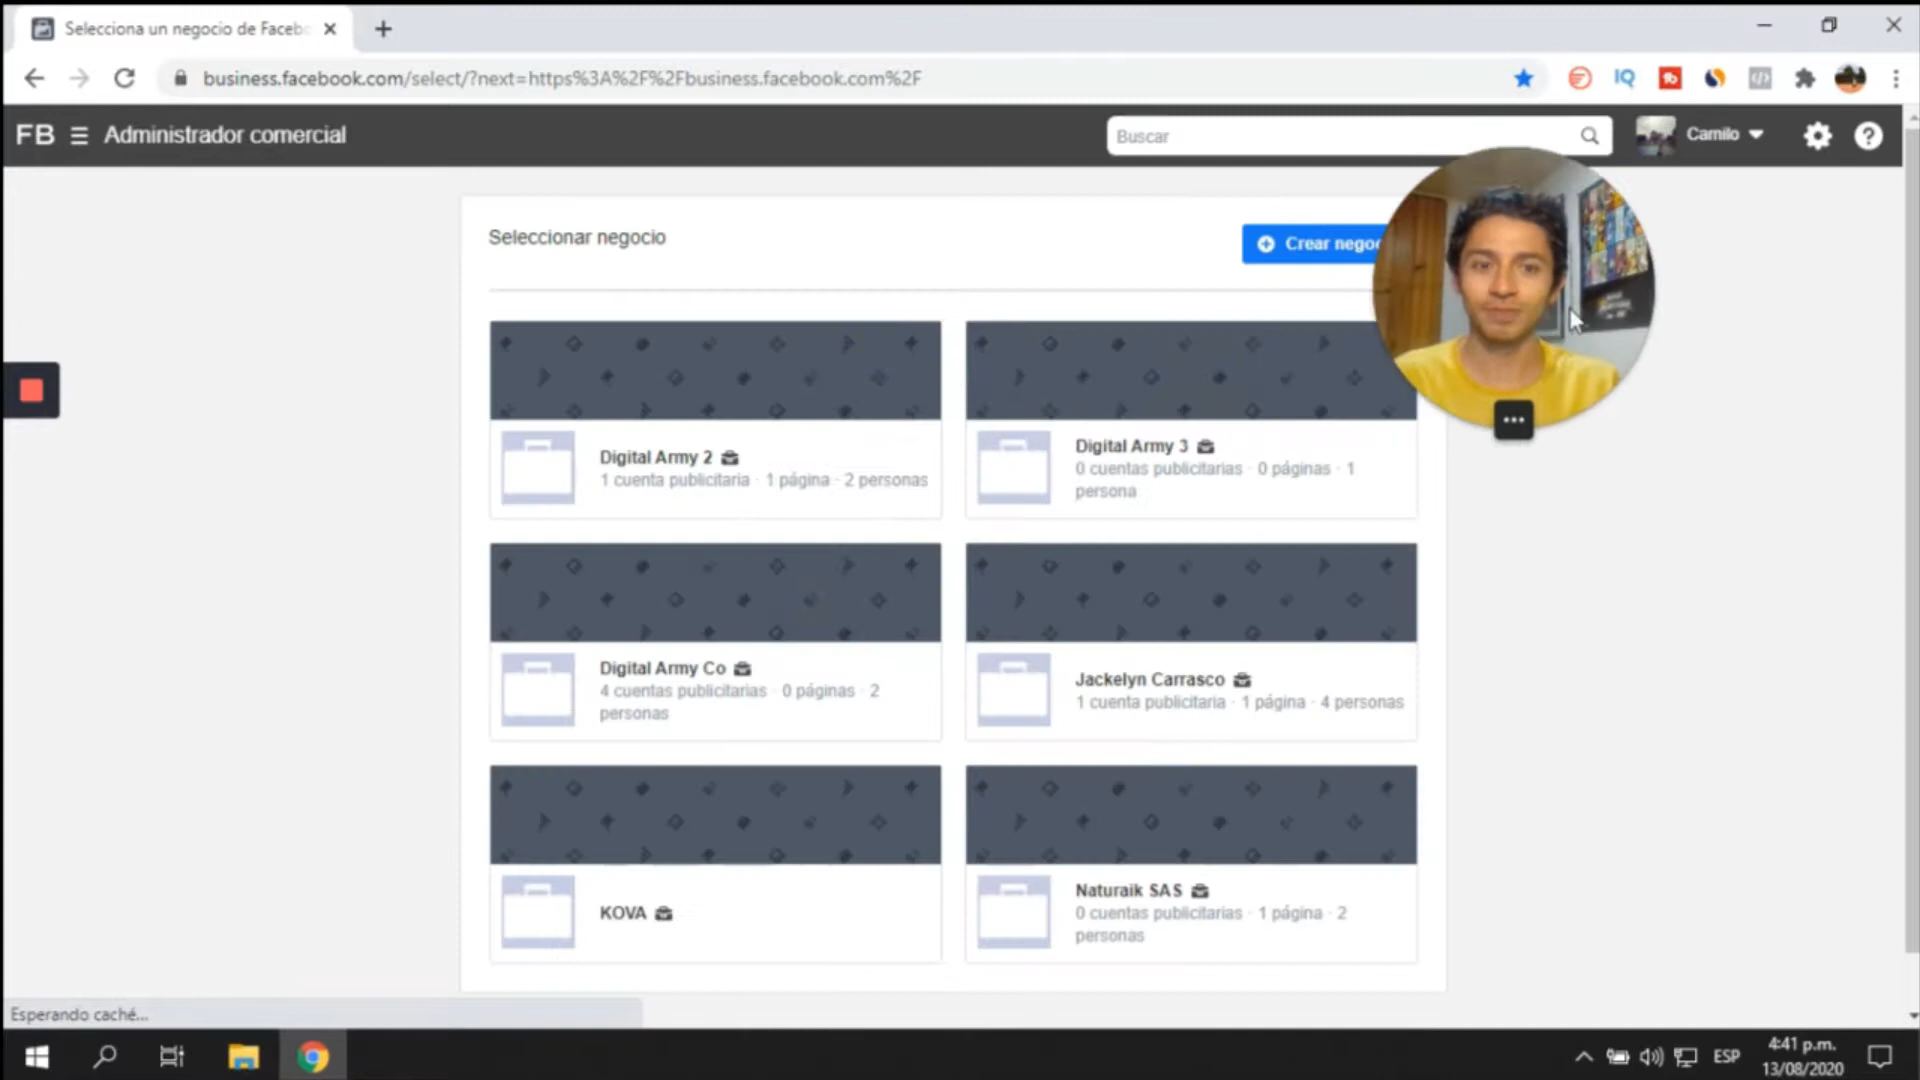 Selecciona un negocio de Facebo
business.facebook.com/select/?next=https%3A%2F%2Fbusiness.facebook.com%2F
FB Administrador comercial
Buscar
Camilo
Seleccionar negocio
Crear negoc
Digital Army 2
1 cuenta publicitaria · 1 página · 2 personas
Digital Army 3
0 cuentas publicitarias · 0 páginas · 1
persona
Digital Army Co
4 cuentas publicitarias · 0 páginas · 2
personas
Jackelyn Carrasco
1 cuenta publicitaria · 1 página · 4 personas
KOVA
Naturaik SAS
0 cuentas publicitarias · 1 página · 2
personas
Esperando caché...
ESP
4:41 p.m.
13/08/2020